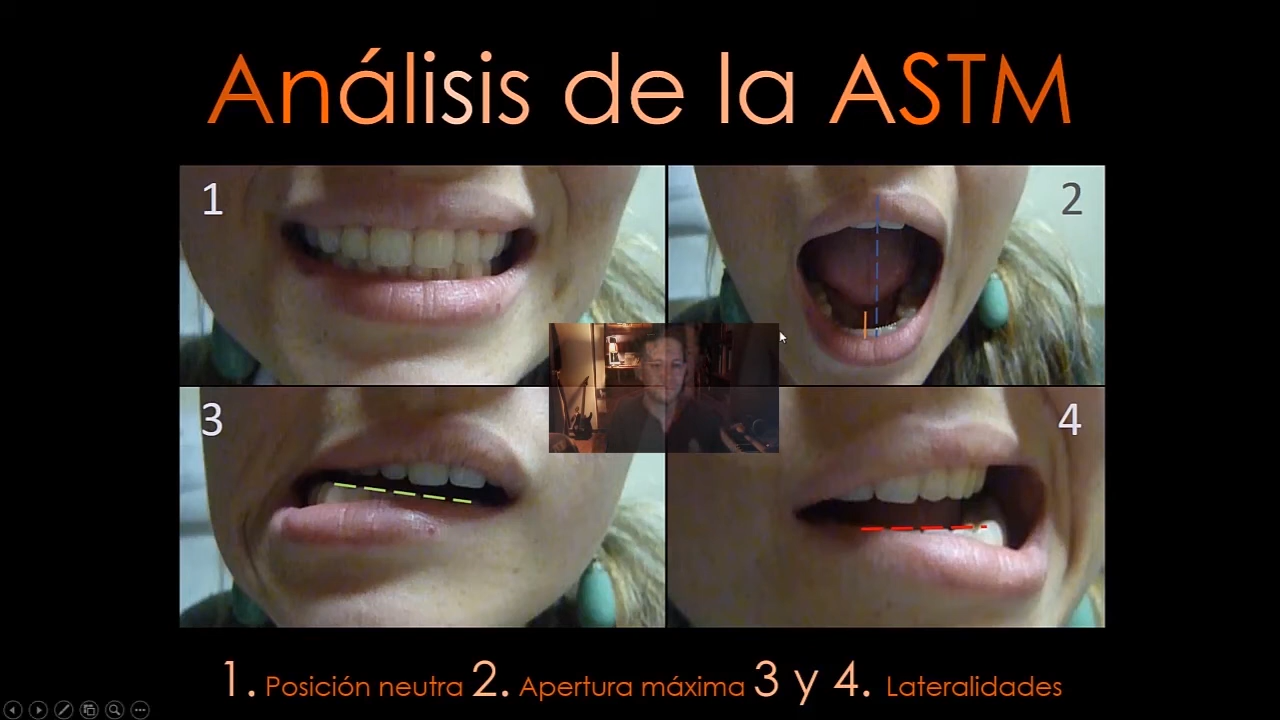 Análisis de la ASTM
1
2
3
4
1. Posición neutra 2. Apertura máxima 3 y 4. Lateralidades